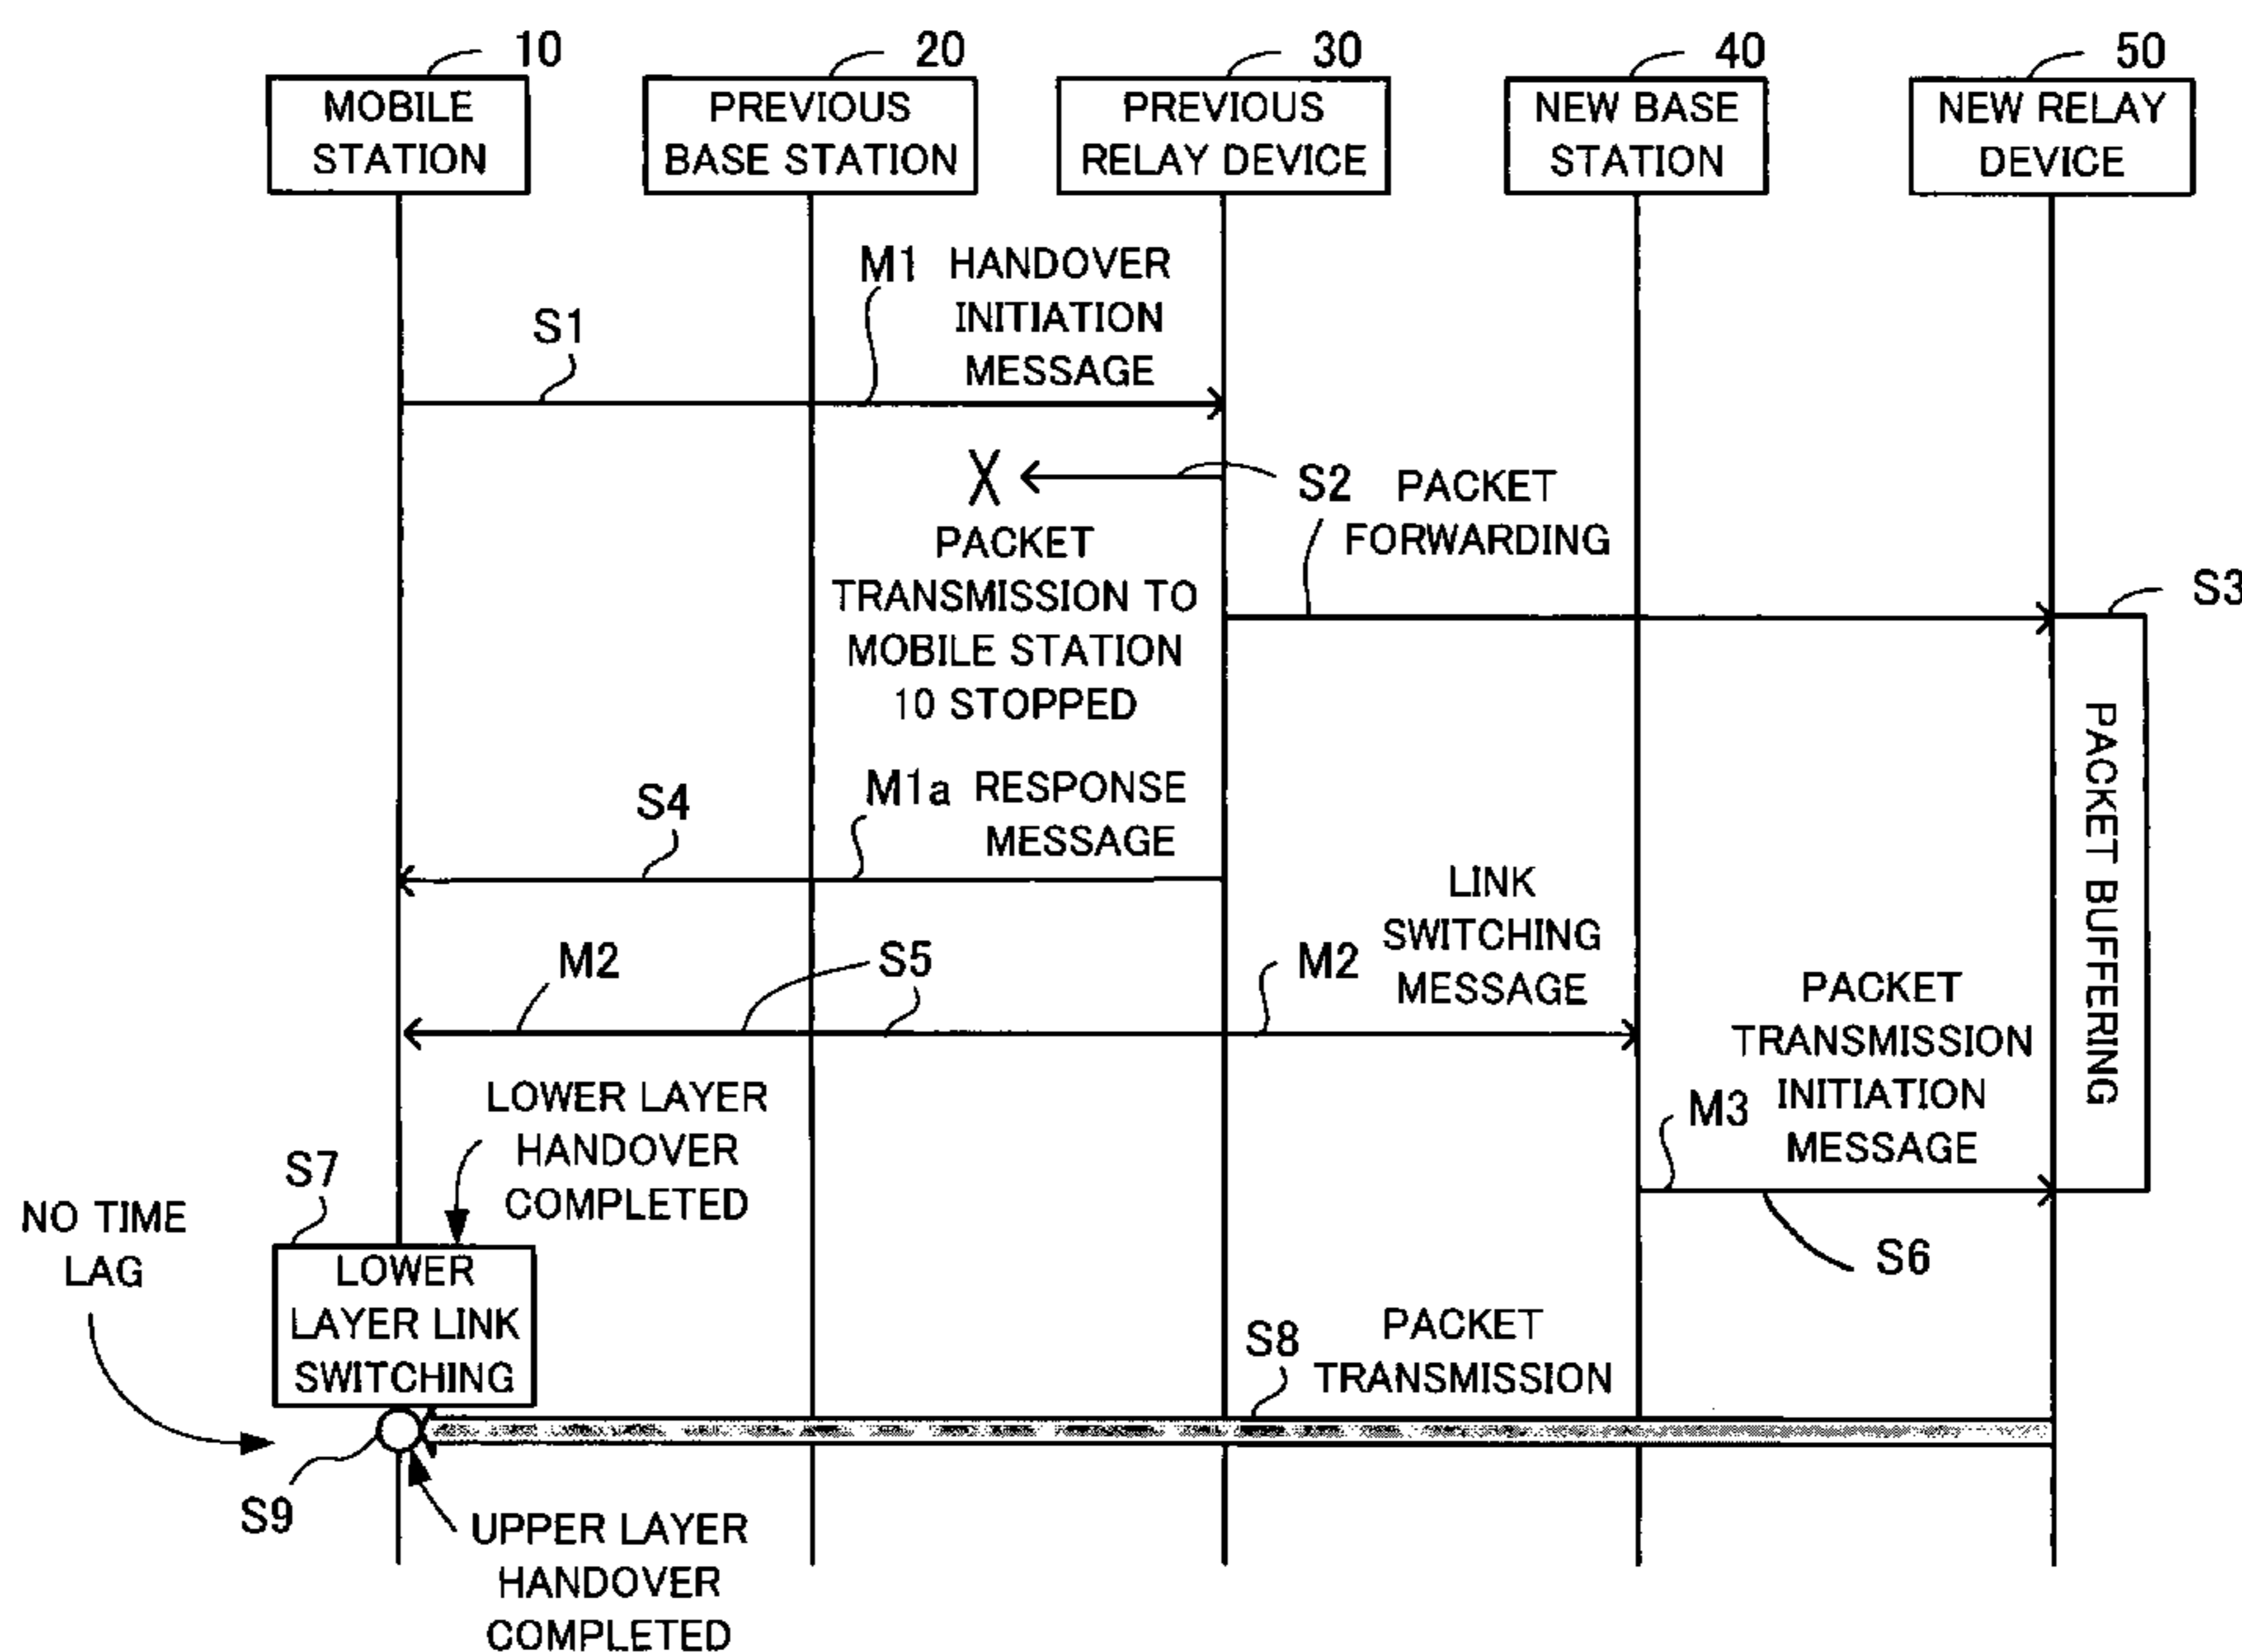 10
20
30
40
50
MOBILE
STATION
PREVIOUS
BASE STATION
PREVIOUS
RELAY DEVICE
NEW BASE
STATION
NEW RELAY
DEVICE
M1 HANDOVER
INITIATION
MESSAGE
S1
X
S2 PACKET
FORWARDING
PACKET
TRANSMISSION TO
MOBILE STATION
10 STOPPED
S3
PACKET BUFFERING
M1a RESPONSE
MESSAGE
S4
LINK
SWITCHING
MESSAGE
M2
S5
M2
PACKET
TRANSMISSION
INITIATION
MESSAGE
M3
S6
LOWER LAYER
HANDOVER
COMPLETED
S7
NO TIME
LAG
LOWER
LAYER LINK
SWITCHING
S8
PACKET
TRANSMISSION
S9
UPPER LAYER
HANDOVER
COMPLETED